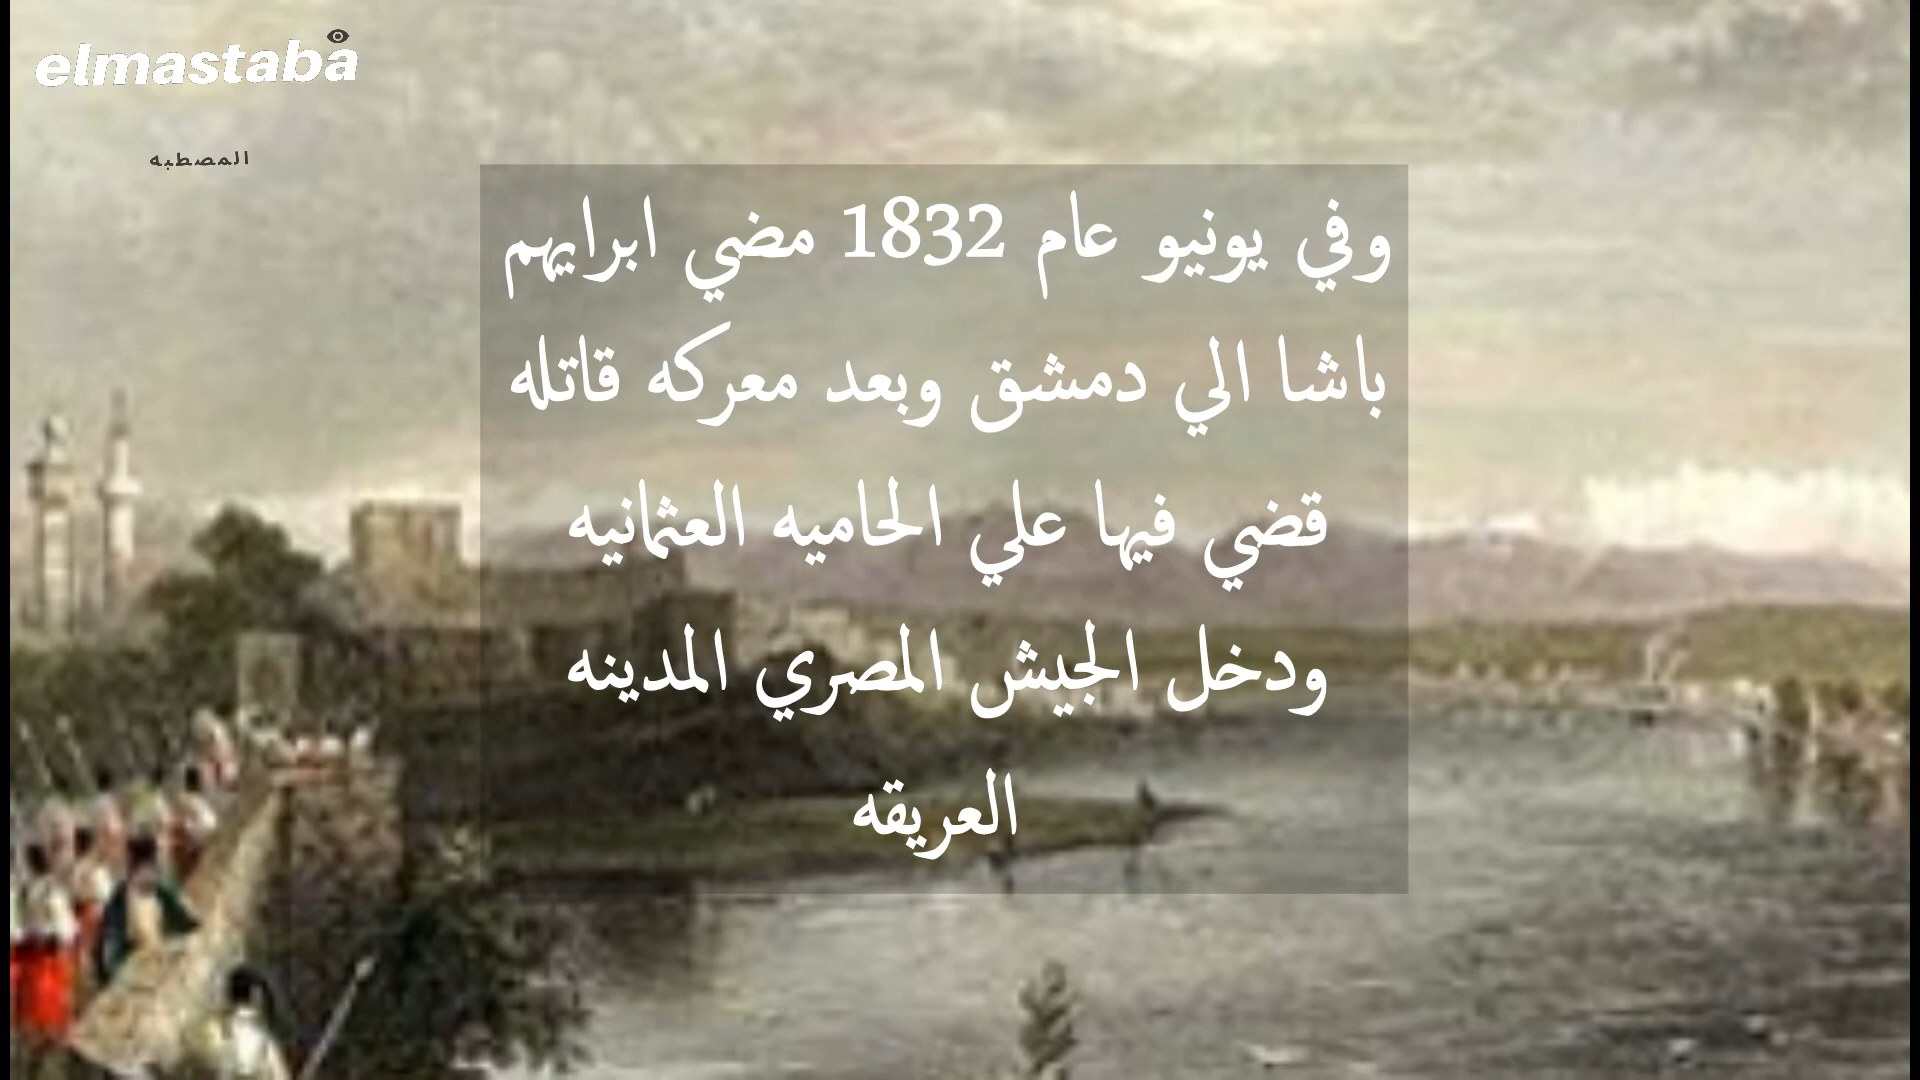 elmastaba
المصطبه
وفي يونيو عام 1832 مضي ابرايهم
باشا الي دمشق وبعد معركه قاتله
قضي فيها علي الحاميه العثمانيه
ودخل الجيش المصري المدينه
العريقه